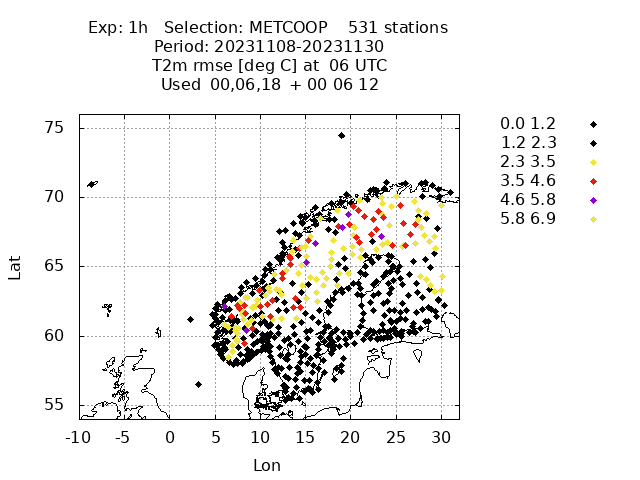 Exp: 1h   Selection: METCOOP    531 stations
Period: 20231108-20231130
T2m rmse [deg C] at  06 UTC
Used  00,06,18  + 00 06 12
75
70
65
60
55
-10 -5 0 5 10 15 20 25 30
Lat
Lon
0.0 1.2
1.2 2.3
2.3 3.5
3.5 4.6
4.6 5.8
5.8 6.9